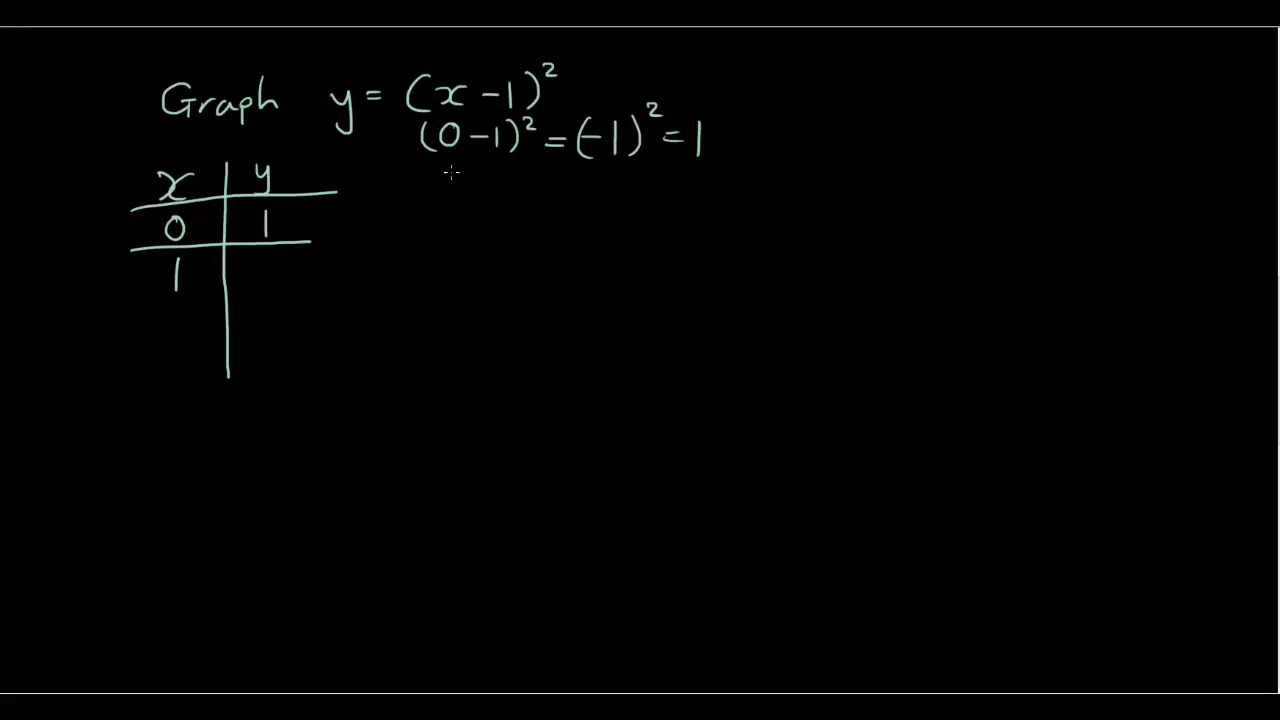 Graph y = (x - 1)²
(0 - 1)² = (-1)² = 1
x y
0 1
1